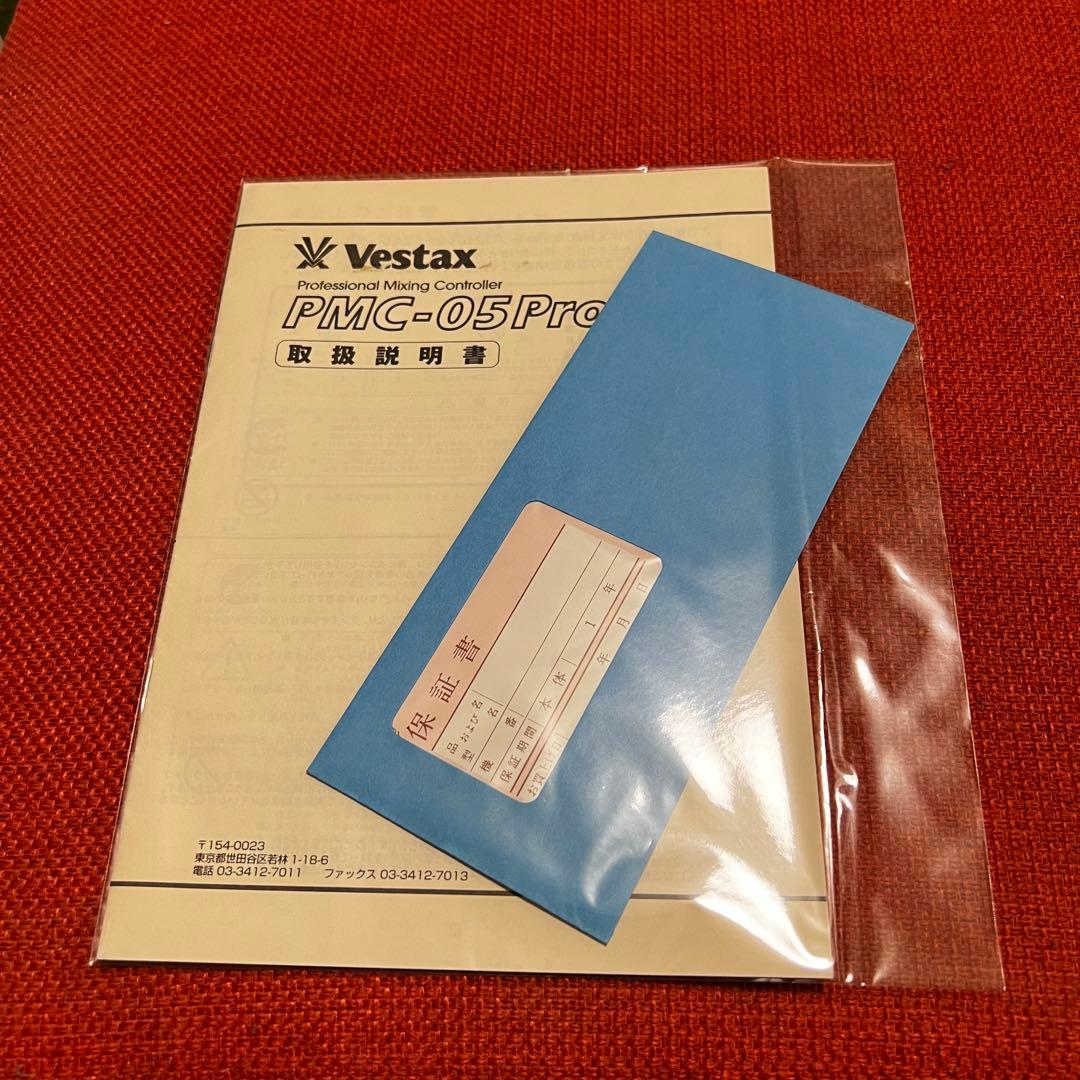 Vestax
Professional Mixing Controller
PMC-05Pro
取扱説明書
保証書
品名および
型名
機番
保証期間 本体 1年
お買上げ日 年 月 日
〒154-0023
東京都世田谷区若林 1-18-6
電話 03-3412-7011 ファックス 03-3412-7013